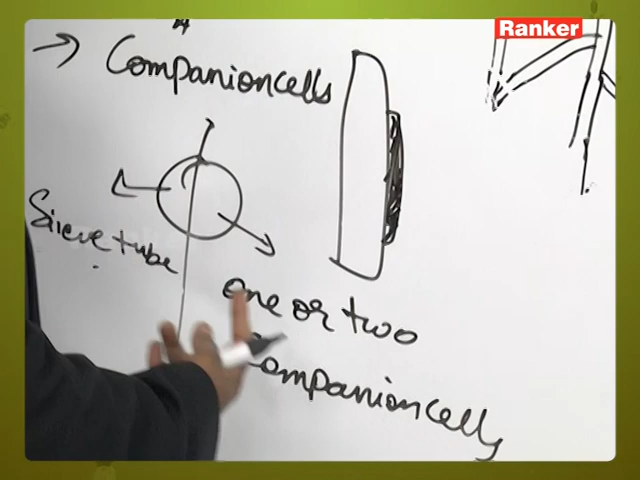 Ranker
→ Companioncells
Sieve tube
one or two
Companioncells